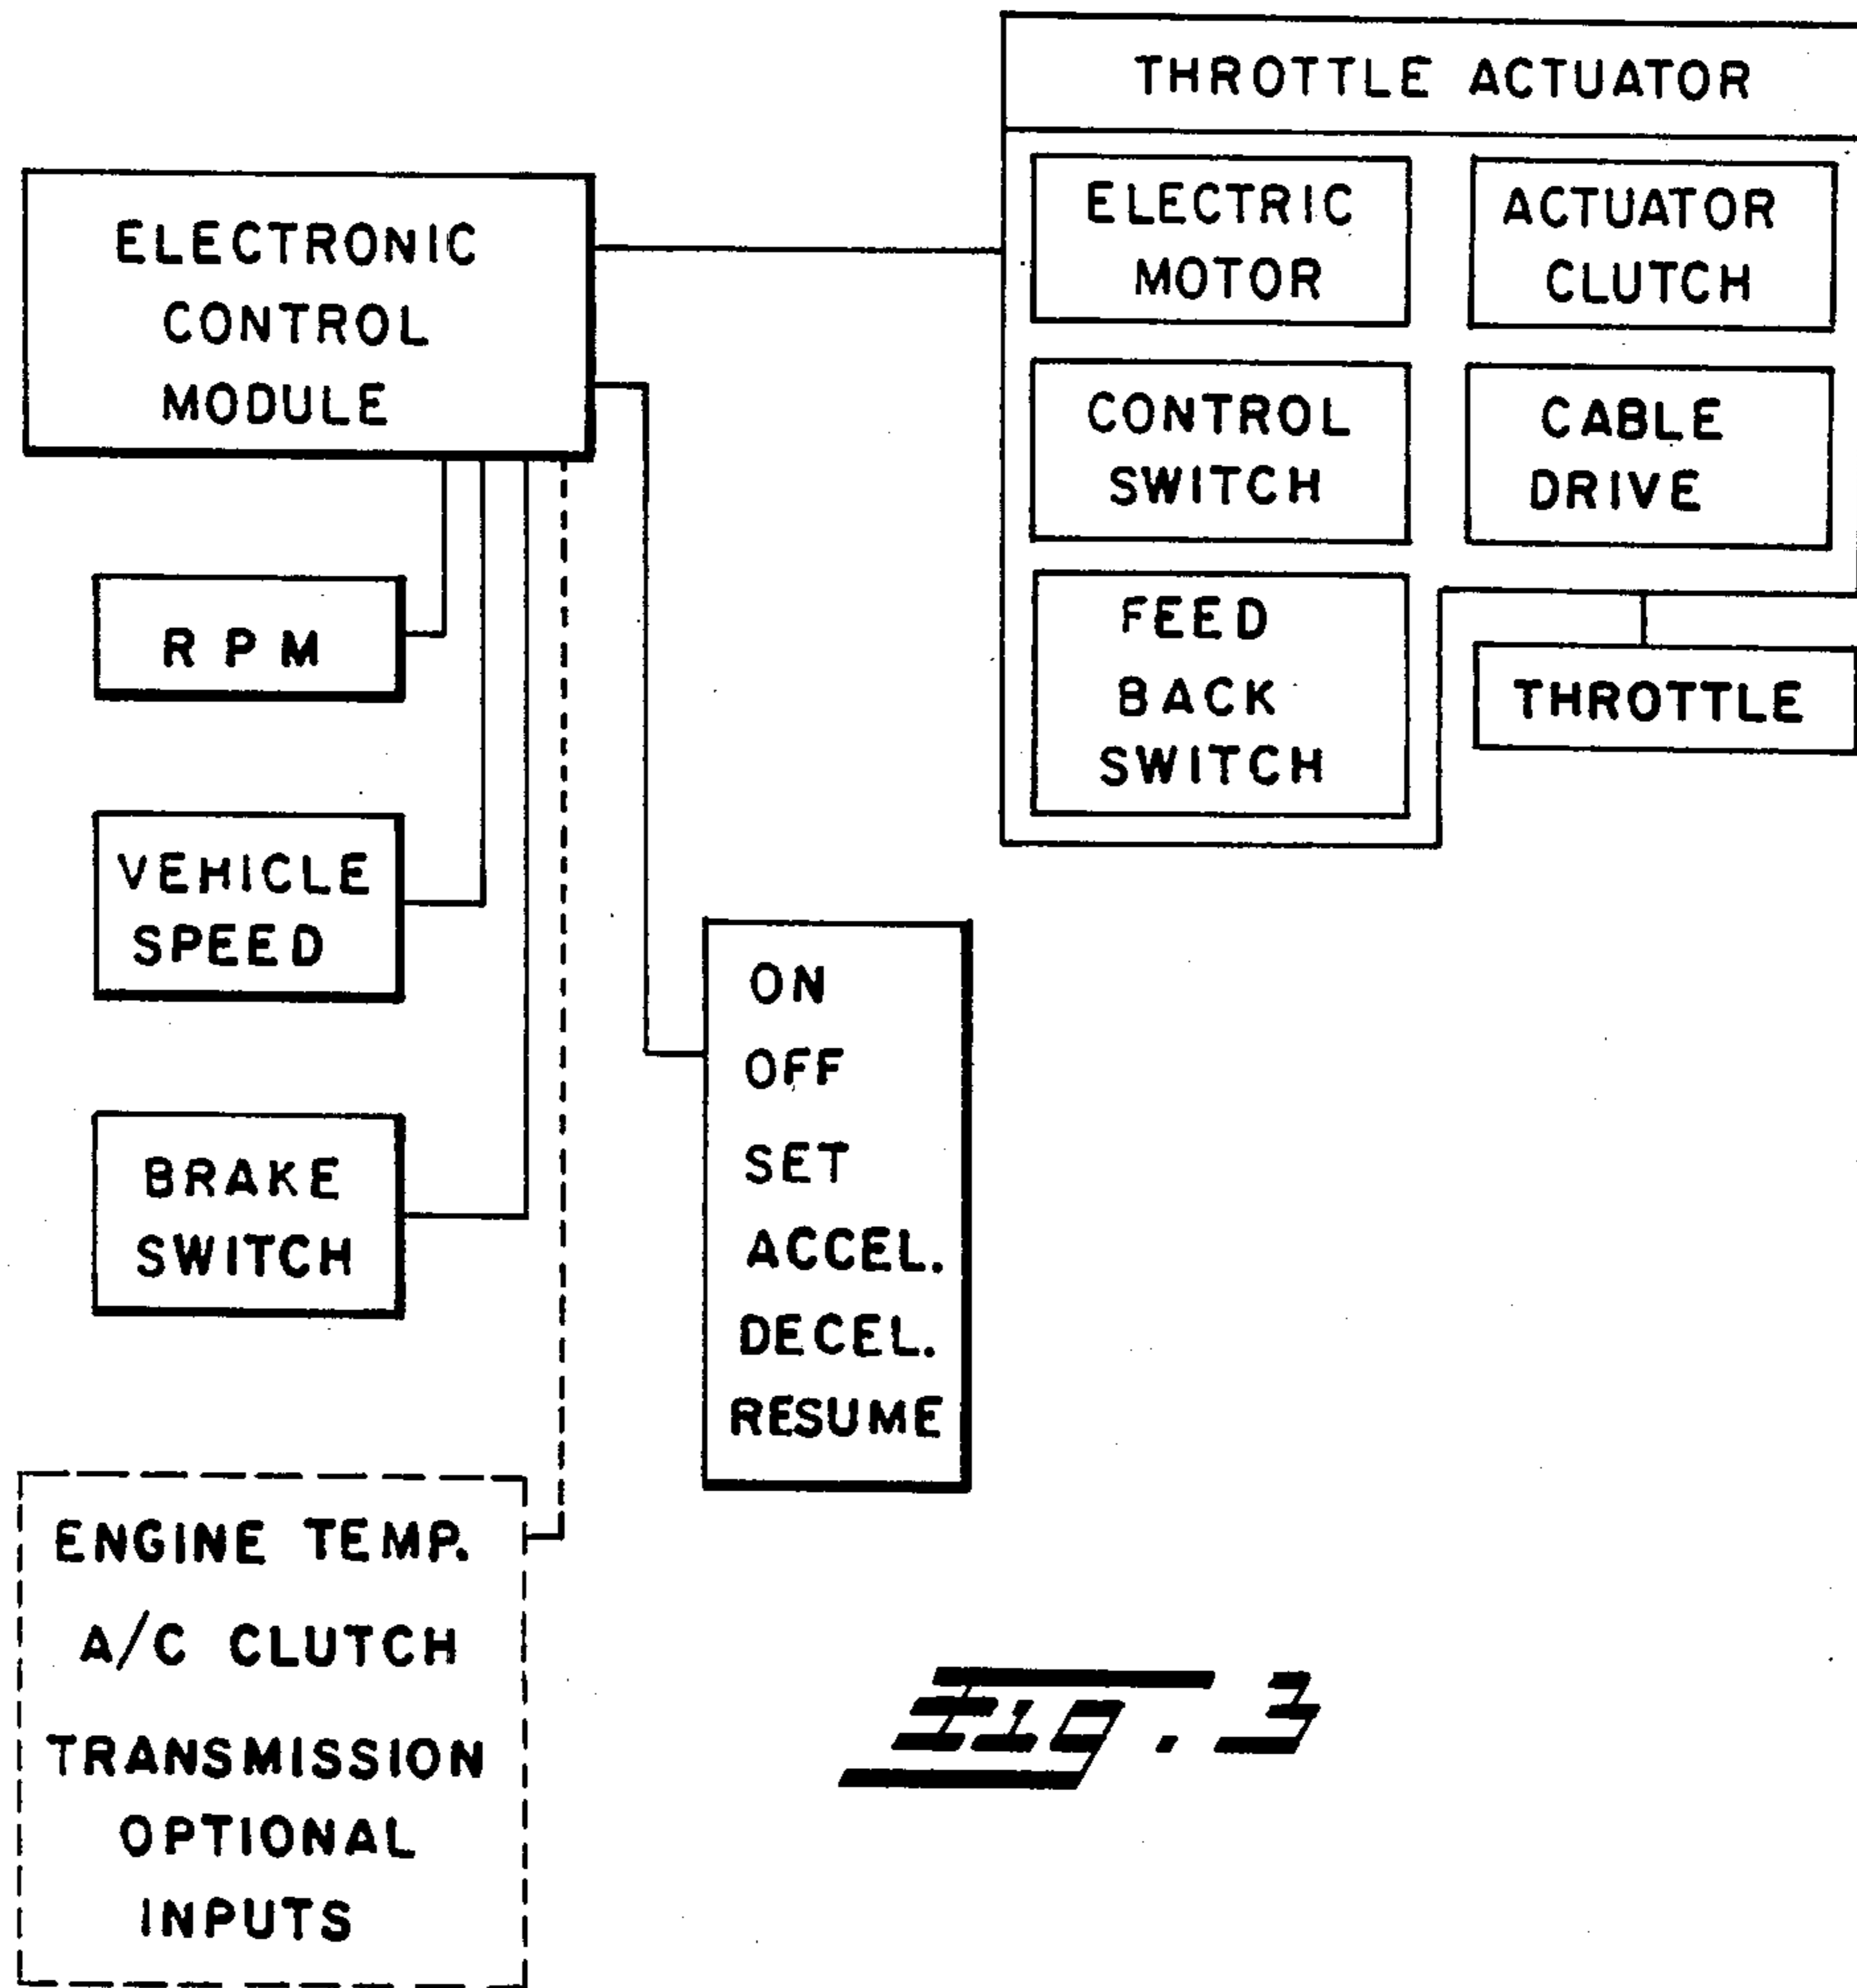 THROTTLE ACTUATOR
ELECTRONIC
CONTROL
MODULE
ELECTRIC
MOTOR
ACTUATOR
CLUTCH
CONTROL
SWITCH
CABLE
DRIVE
FEED
BACK
SWITCH
THROTTLE
RPM
VEHICLE
SPEED
BRAKE
SWITCH
ON
OFF
SET
ACCEL.
DECEL.
RESUME
ENGINE TEMP.
A/C CLUTCH
TRANSMISSION
OPTIONAL
INPUTS
Fig. 3